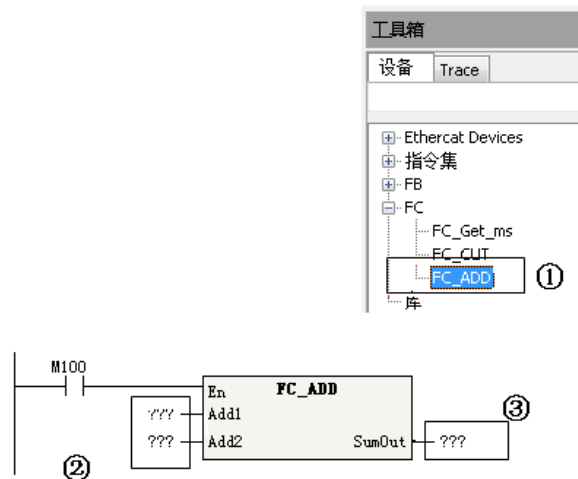 工具箱
设备 Trace
Ethercat Devices
指令集
FB
FC
FC_Get_ms
FC_CUT
FC_ADD ①
库
M100
FC_ADD
En
??? Add1
??? Add2 SumOut ???
③
②